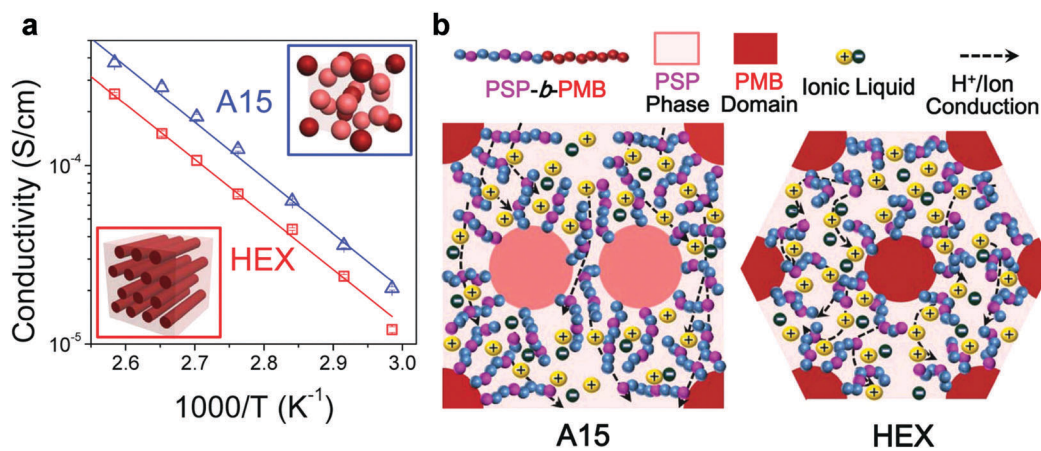 a
Conductivity (S/cm)
10⁻⁴
10⁻⁵
A15
HEX
2.6 2.7 2.8 2.9 3.0
1000/T (K⁻¹)
b
PSP-b-PMB
PSP
Phase
PMB
Domain
Ionic Liquid
H⁺/Ion
Conduction
A15
HEX